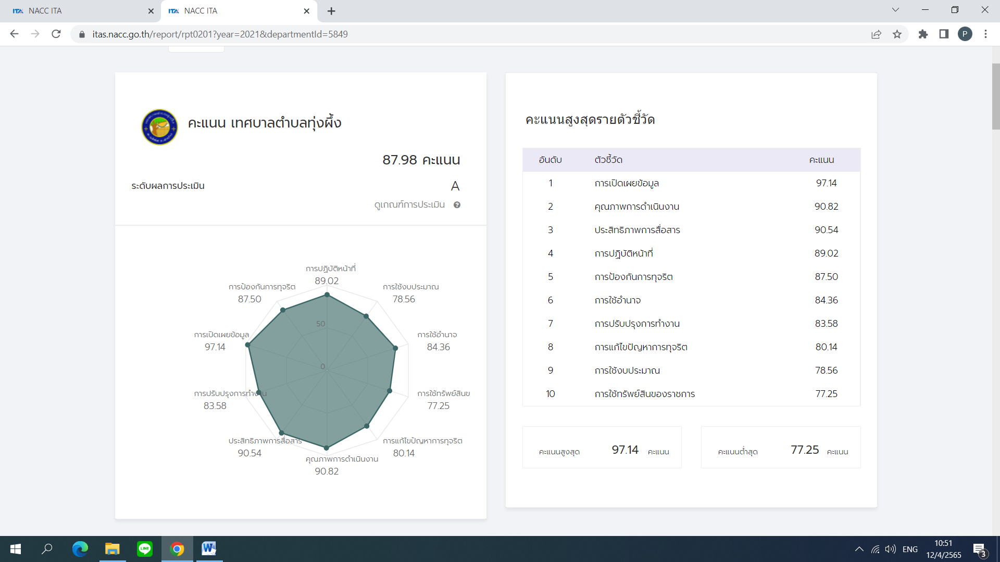 NACC ITA
NACC ITA
itas.nacc.go.th/report/rpt0201?year=2021&departmentId=5849
P
คะแนน เทศบาลตำบลทุ่งผึ้ง
87.98 คะแนน
ระดับผลการประเมิน A
ดูเกณฑ์การประเมิน
การปฏิบัติหน้าที่
89.02
การใช้งบประมาณ
78.56
การใช้อำนาจ
84.36
การใช้ทรัพย์สินข
77.25
การแก้ไขปัญหาการทุจริต
80.14
คุณภาพการดำเนินงาน
90.82
ประสิทธิภาพการสื่อสาร
90.54
การปรับปรุงการทำงาน
83.58
การเปิดเผยข้อมูล
97.14
การป้องกันการทุจริต
87.50
50
0
คะแนนสูงสุดรายตัวชี้วัด
อันดับ ตัวชี้วัด คะแนน
1 การเปิดเผยข้อมูล 97.14
2 คุณภาพการดำเนินงาน 90.82
3 ประสิทธิภาพการสื่อสาร 90.54
4 การปฏิบัติหน้าที่ 89.02
5 การป้องกันการทุจริต 87.50
6 การใช้อำนาจ 84.36
7 การปรับปรุงการทำงาน 83.58
8 การแก้ไขปัญหาการทุจริต 80.14
9 การใช้งบประมาณ 78.56
10 การใช้ทรัพย์สินของราชการ 77.25
คะแนนสูงสุด 97.14 คะแนน
คะแนนต่ำสุด 77.25 คะแนน
ENG
10:51
12/4/2565
3